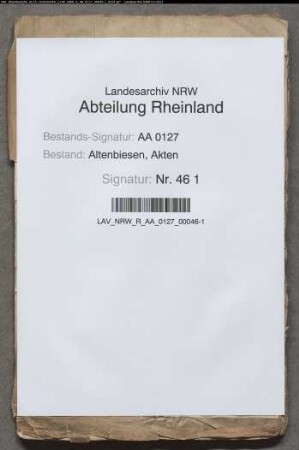 Landesarchiv NRW
Abteilung Rheinland
Bestands-Signatur: AA 0127
Bestand: Altenbiesen, Akten
Signatur: Nr. 46 1
LAV_NRW_R_AA_0127_00046-1